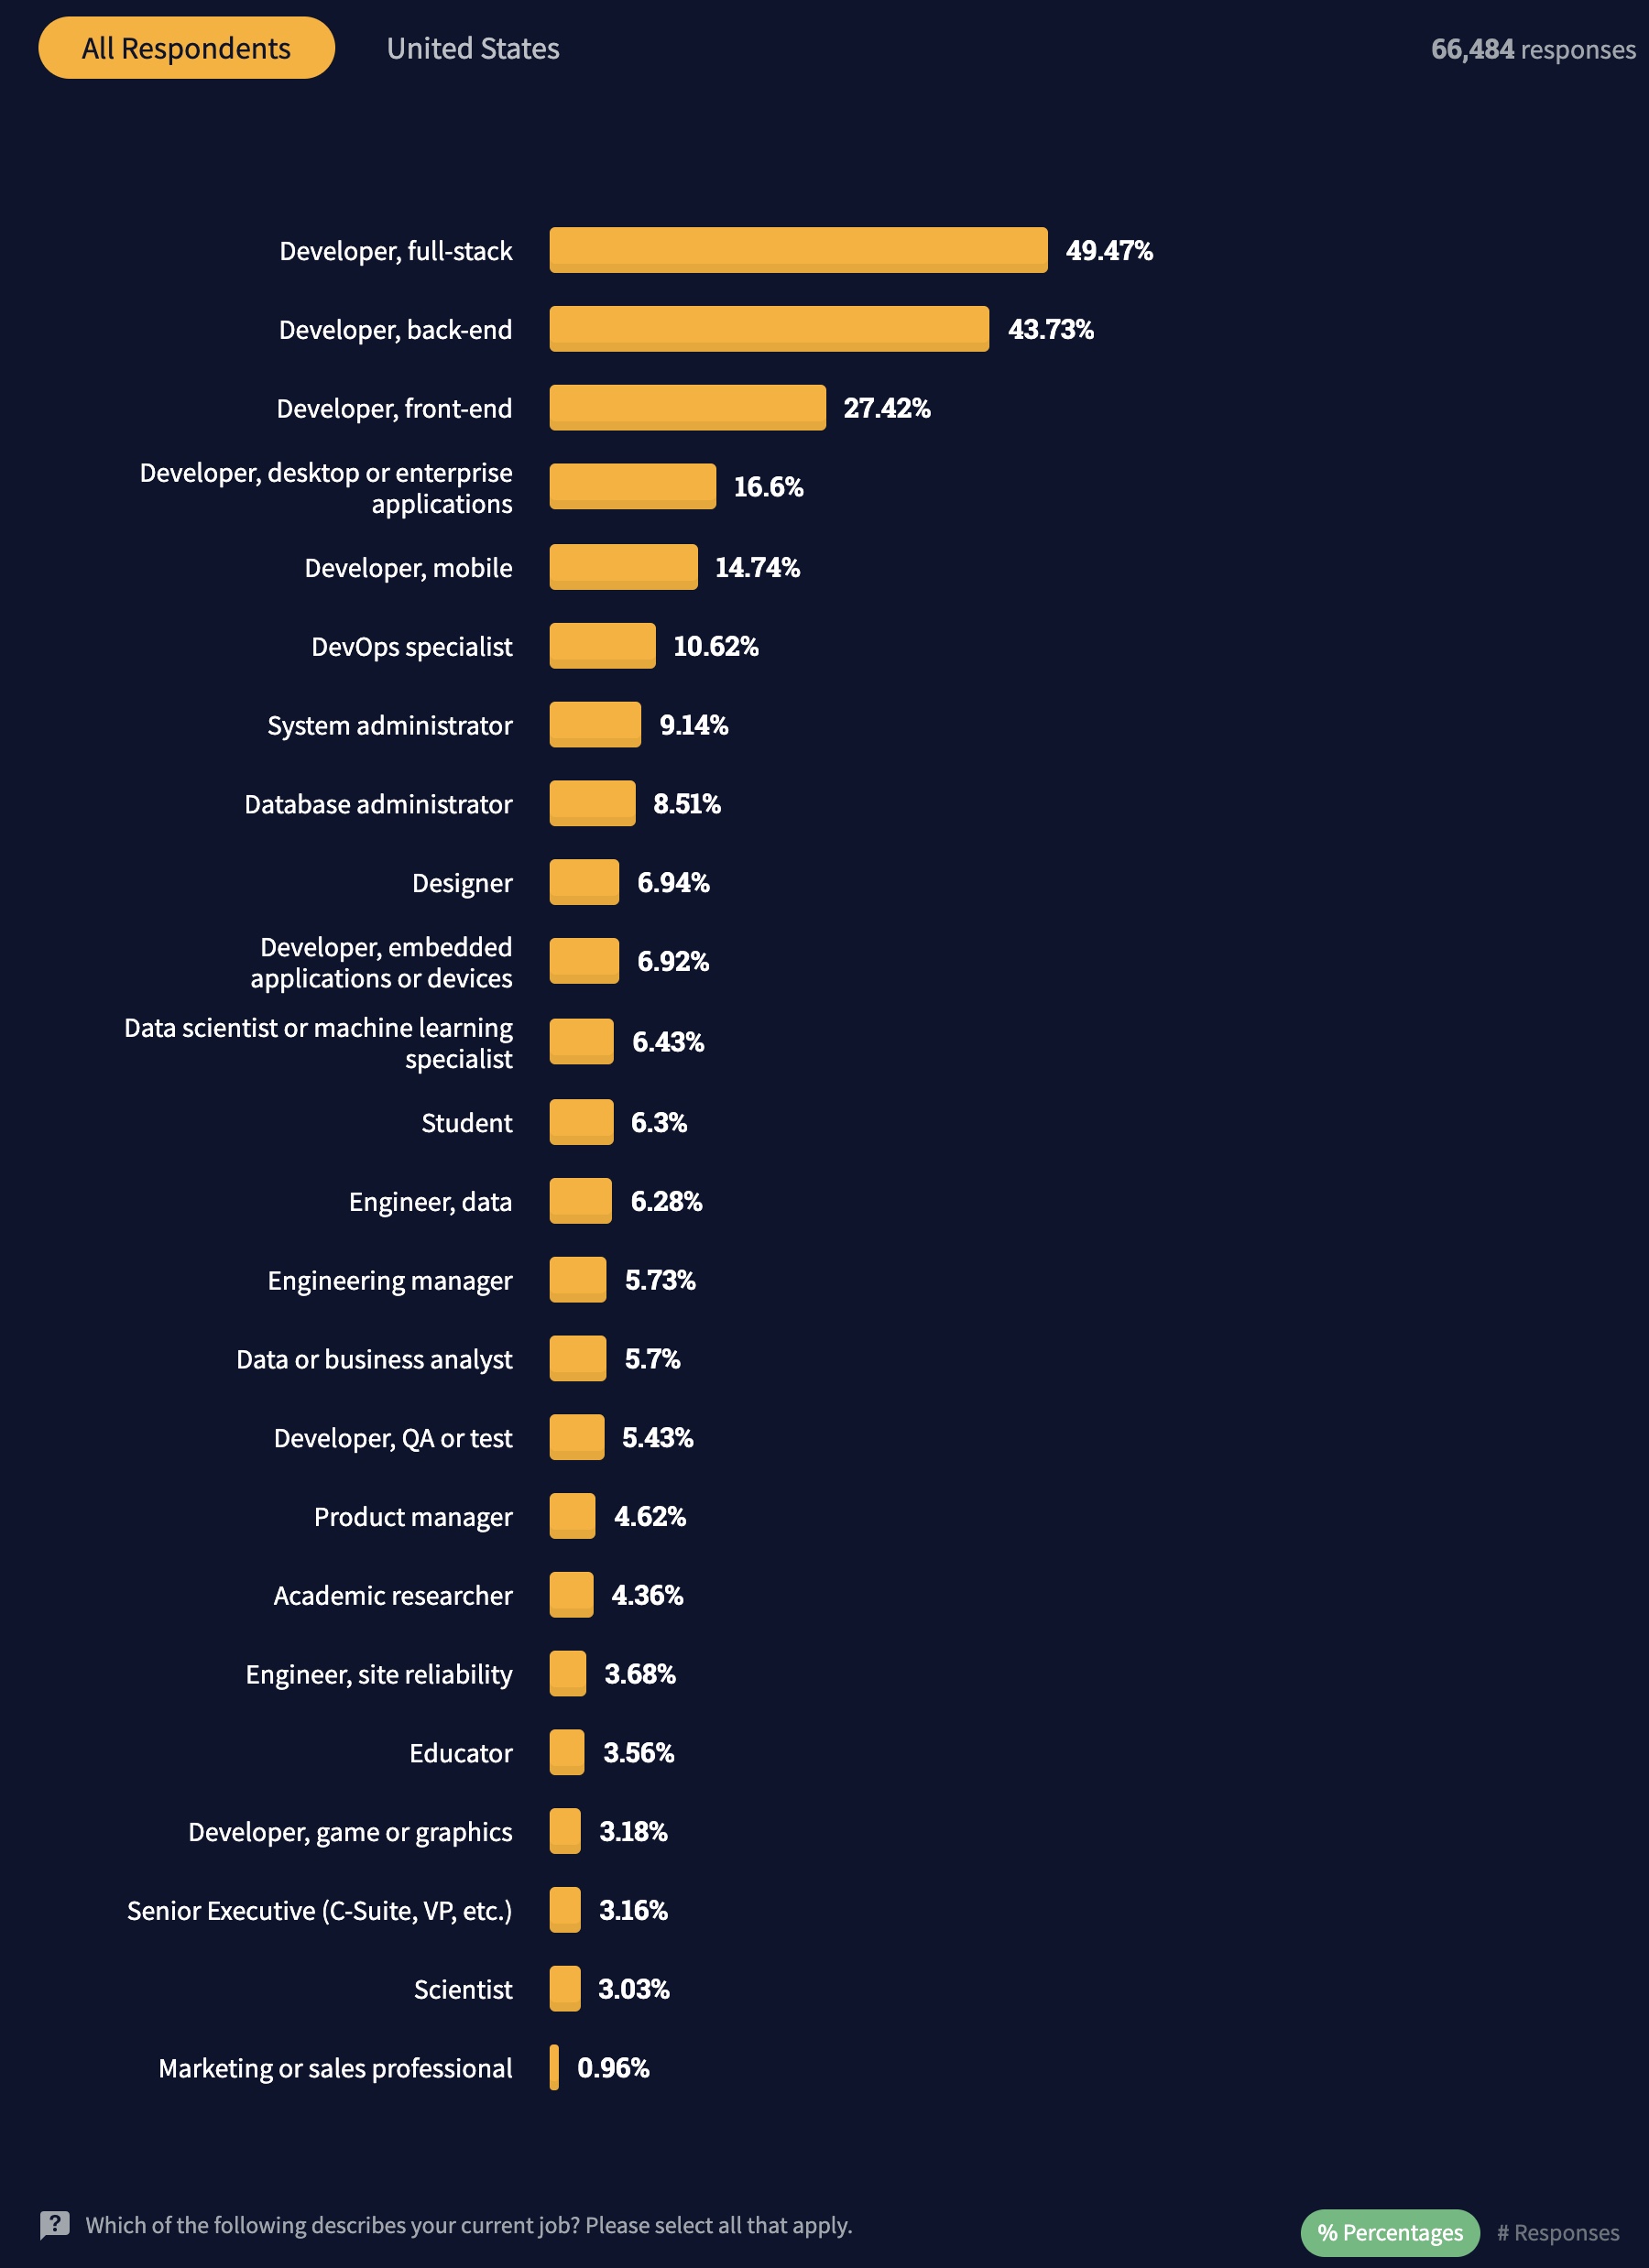 All Respondents United States 66,484 responses
Developer, full-stack 49.47%
Developer, back-end 43.73%
Developer, front-end 27.42%
Developer, desktop or enterprise
applications 16.6%
Developer, mobile 14.74%
DevOps specialist 10.62%
System administrator 9.14%
Database administrator 8.51%
Designer 6.94%
Developer, embedded
applications or devices 6.92%
Data scientist or machine learning
specialist 6.43%
Student 6.3%
Engineer, data 6.28%
Engineering manager 5.73%
Data or business analyst 5.7%
Developer, QA or test 5.43%
Product manager 4.62%
Academic researcher 4.36%
Engineer, site reliability 3.68%
Educator 3.56%
Developer, game or graphics 3.18%
Senior Executive (C-Suite, VP, etc.) 3.16%
Scientist 3.03%
Marketing or sales professional 0.96%
? Which of the following describes your current job? Please select all that apply. % Percentages # Responses